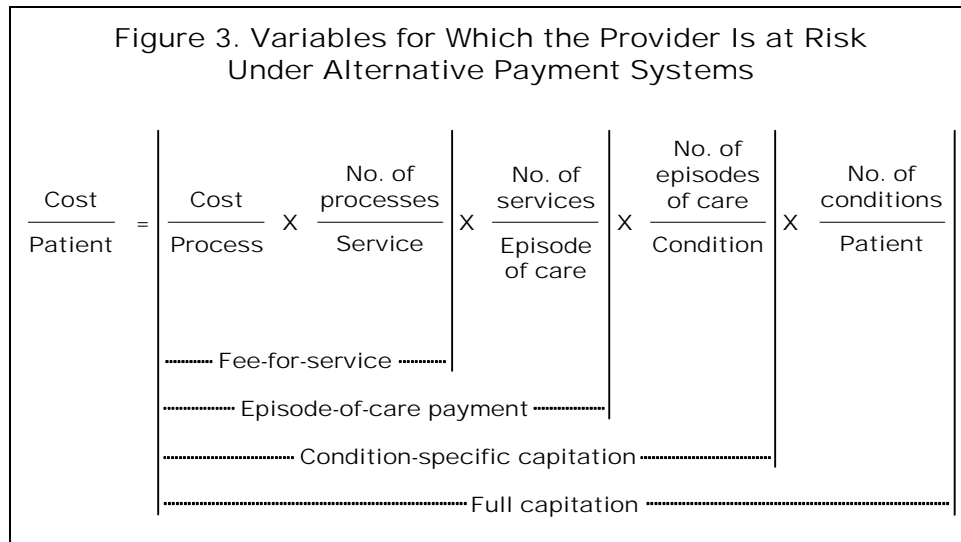 Figure 3. Variables for Which the Provider Is at Risk
Under Alternative Payment Systems
Cost
Patient
=
Cost
Process
X
No. of
processes
Service
X
No. of
services
Episode
of care
X
No. of
episodes
of care
Condition
X
No. of
conditions
Patient
Fee-for-service
Episode-of-care payment
Condition-specific capitation
Full capitation